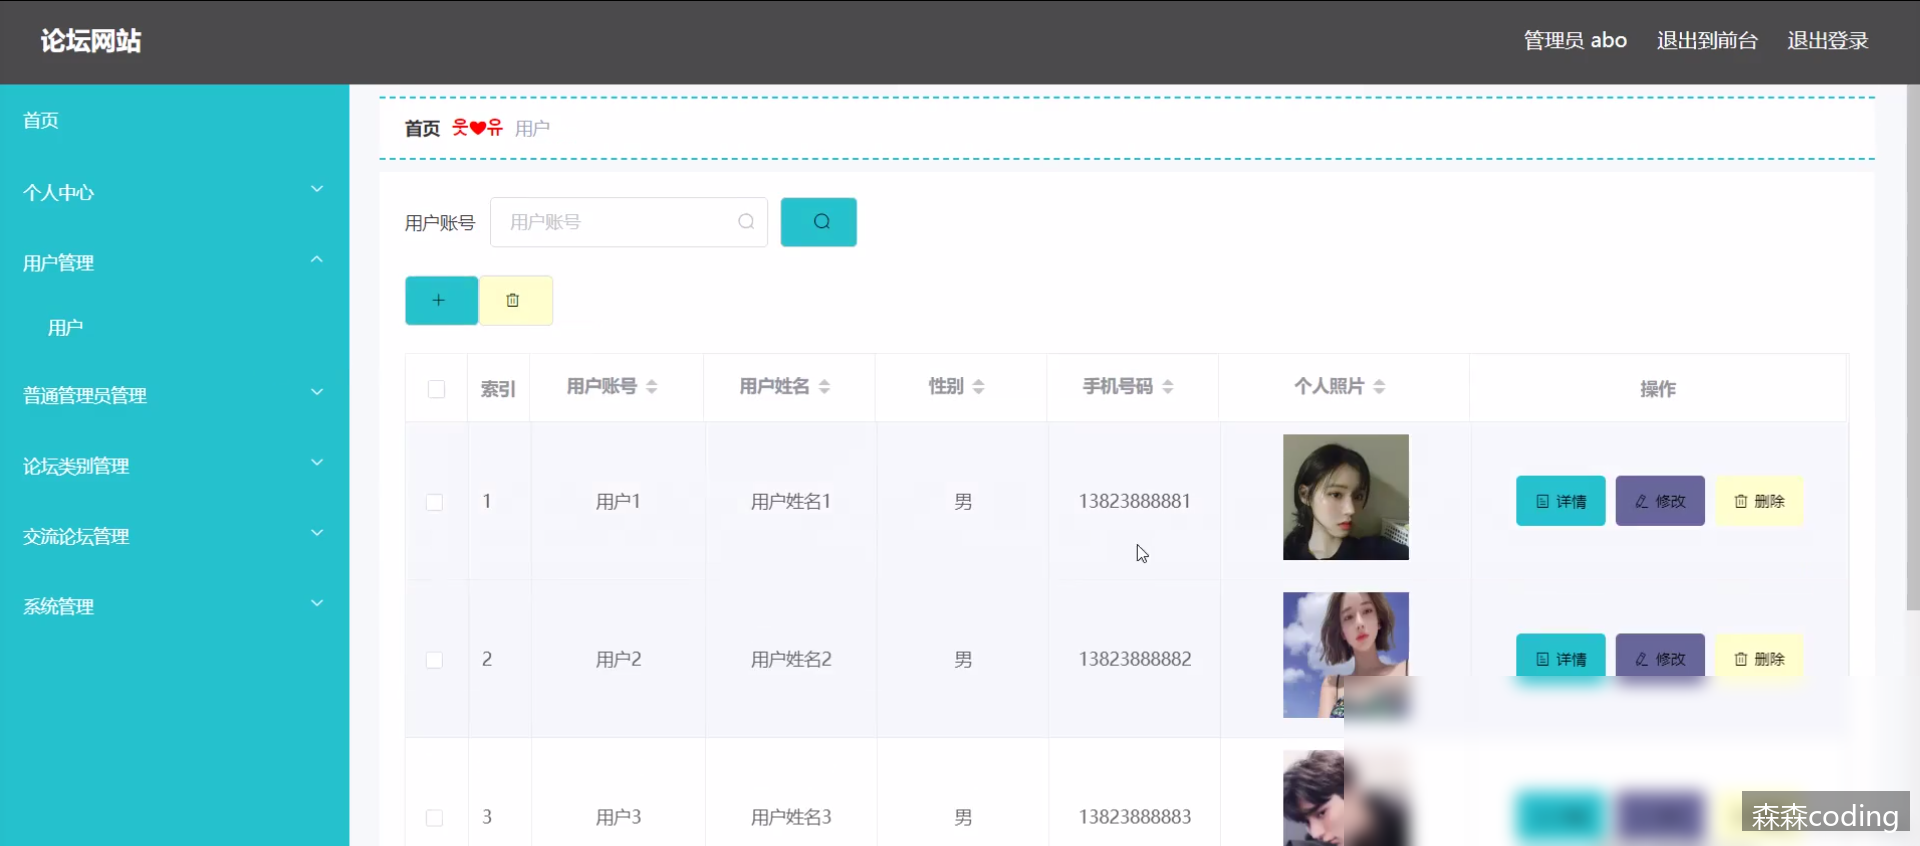 论坛网站
管理员 abo 退出到前台 退出登录
首页
个人中心
用户管理
用户
普通管理员管理
论坛类别管理
交流论坛管理
系统管理
首页 웃❤유 用户
用户账号 用户账号
索引 用户账号 用户姓名 性别 手机号码 个人照片 操作
1 用户1 用户姓名1 男 13823888881 详情 修改 删除
2 用户2 用户姓名2 男 13823888882 详情 修改 删除
3 用户3 用户姓名3 男 13823888883
森森coding